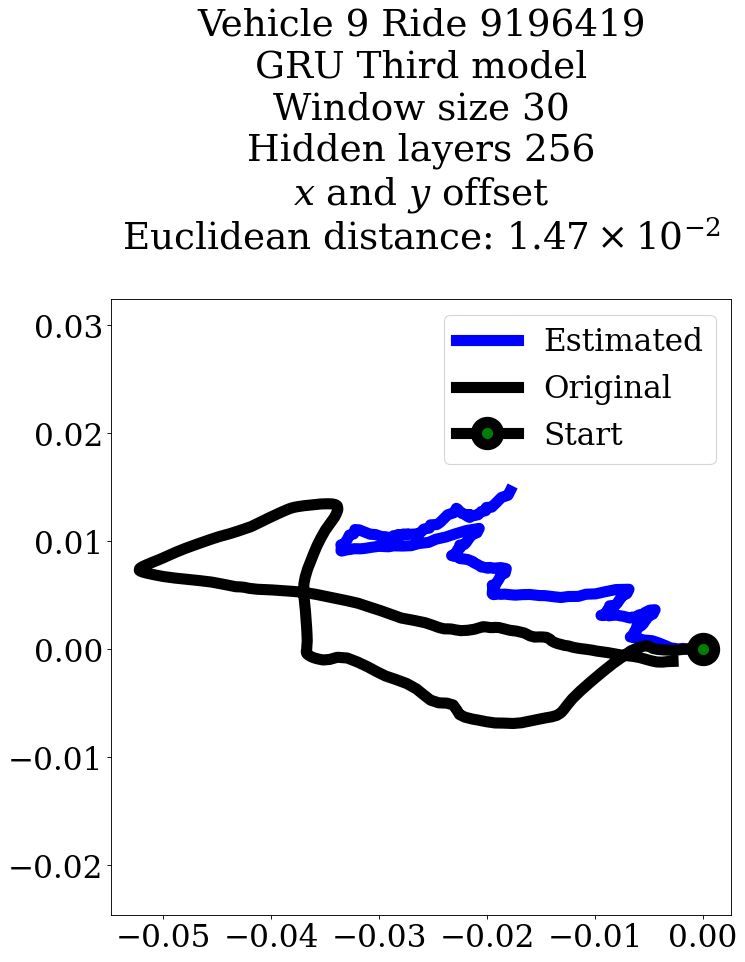 Vehicle 9 Ride 9196419
GRU Third model
Window size 30
Hidden layers 256
x and y offset
Euclidean distance: 1.47 × 10⁻²
Estimated
Original
Start
0.03
0.02
0.01
0.00
−0.01
−0.02
−0.05 −0.04 −0.03 −0.02 −0.01 0.00